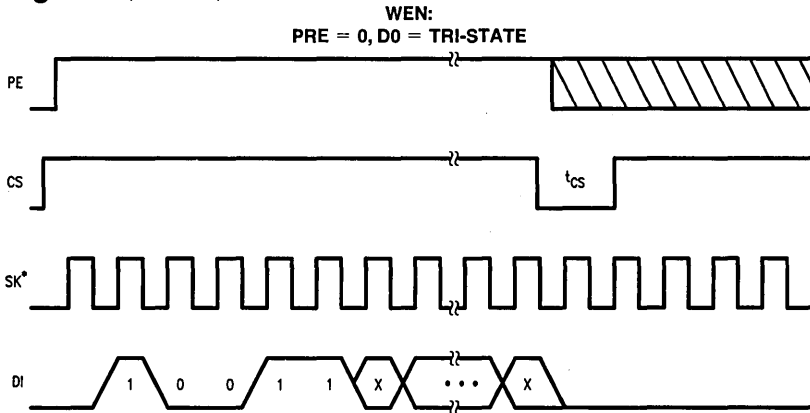 WEN:
PRE = 0, D0 = TRI-STATE
PE
CS
tCS
SK*
DI
1 0 0 1 1 X • • • X